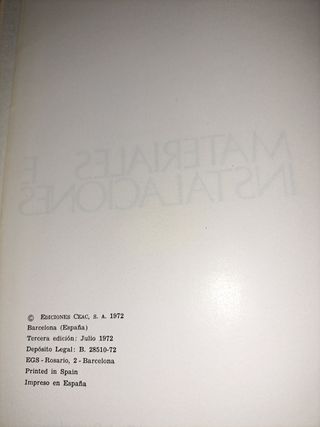 MATERIALES E
INSTALACIONES
© EDICIONES CEAC, S. A. 1972
Barcelona (España)
Tercera edición: Julio 1972
Depósito Legal: B. 28510-72
EGS - Rosario, 2 - Barcelona
Printed in Spain
Impreso en España